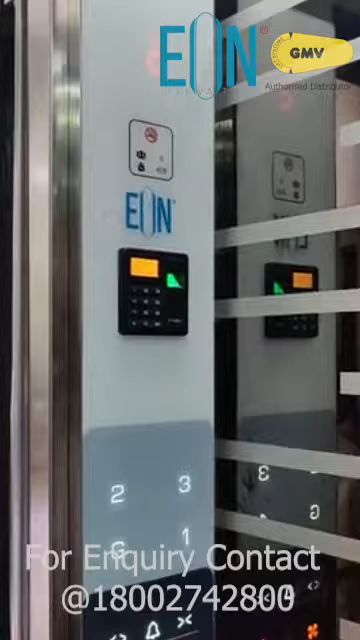 EON®
GMV
Authorised Distributor
EON
2 3
G 1
For Enquiry Contact
@18002742800